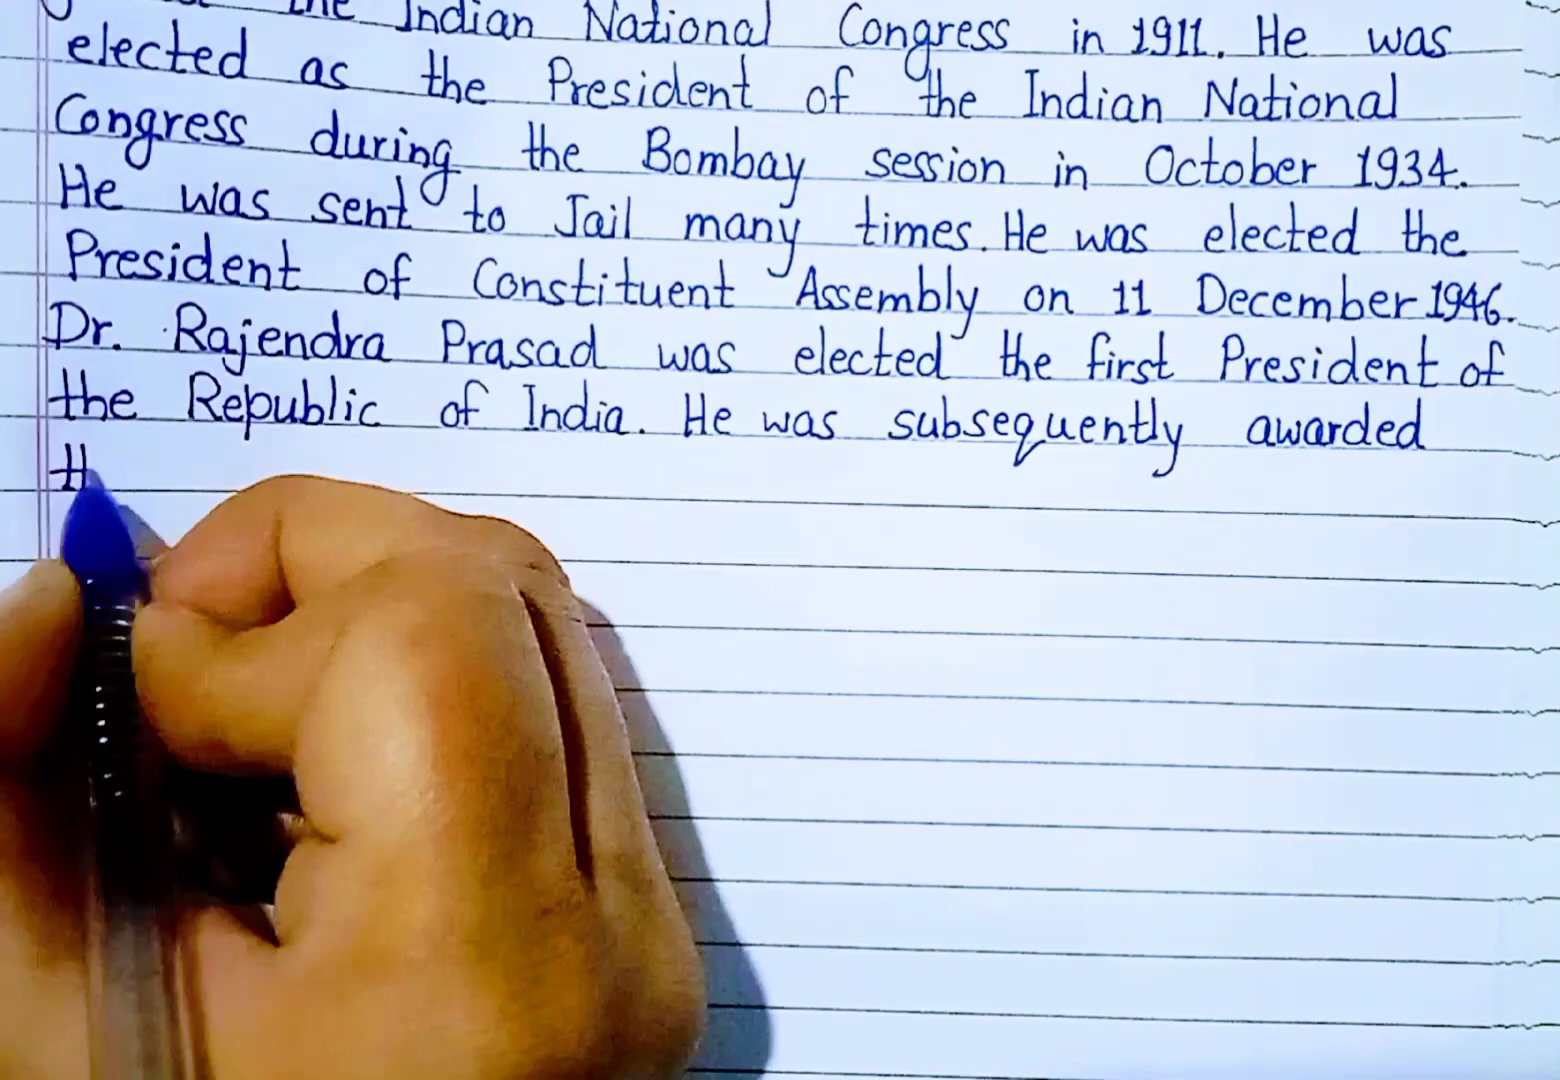 the Indian National Congress in 1911. He was
elected as the President of the Indian National
Congress during the Bombay session in October 1934.
He was sent to Jail many times. He was elected the
President of Constituent Assembly on 11 December 1946.
Dr. Rajendra Prasad was elected the first President of
the Republic of India. He was subsequently awarded
th